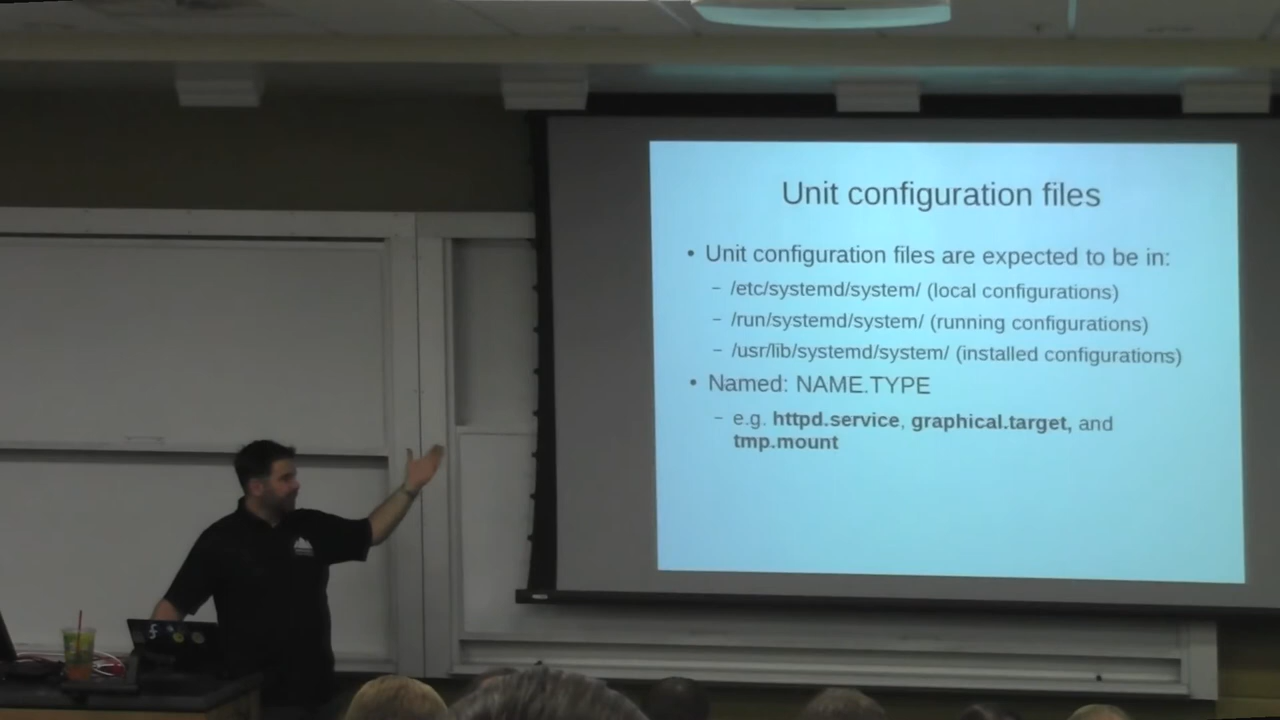 Unit configuration files
• Unit configuration files are expected to be in:
– /etc/systemd/system/ (local configurations)
– /run/systemd/system/ (running configurations)
– /usr/lib/systemd/system/ (installed configurations)
• Named: NAME.TYPE
– e.g. httpd.service, graphical.target, and
tmp.mount